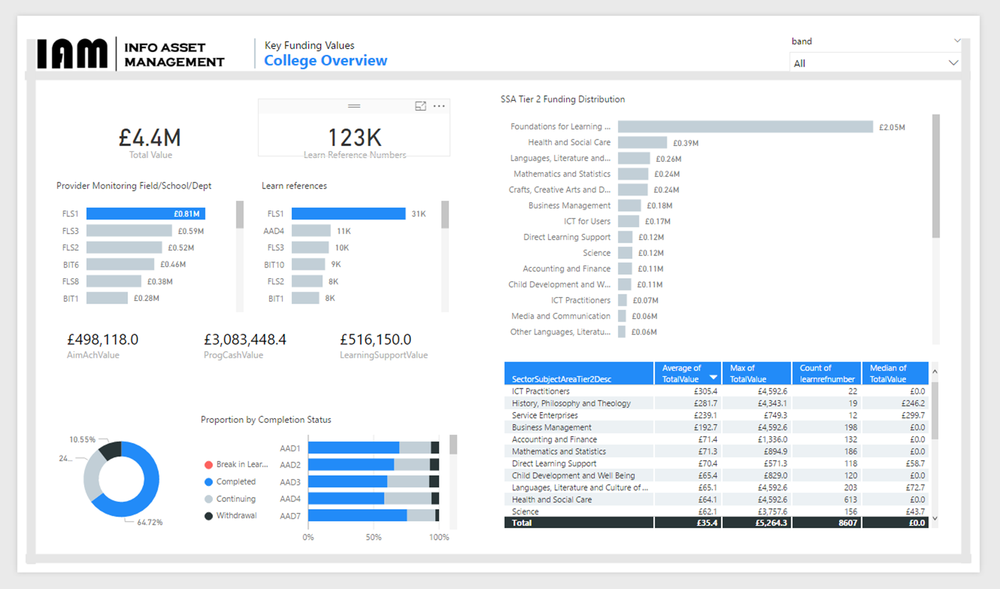 IAM
INFO ASSET
MANAGEMENT
Key Funding Values
College Overview
band
All
£4.4M
Total Value
123K
Learn Reference Numbers
Provider Monitoring Field/School/Dept
FLS1 £0.81M
FLS3 £0.59M
FLS2 £0.52M
BIT6 £0.46M
FLS8 £0.38M
BIT1 £0.28M
Learn references
FLS1 31K
AAD4 11K
FLS3 10K
BIT10 9K
FLS2 8K
BIT1 8K
£498,118.0
AimAchValue
£3,083,448.4
ProgCashValue
£516,150.0
LearningSupportValue
10.55%
24...
64.72%
Proportion by Completion Status
Break in Lear...
Completed
Continuing
Withdrawal
AAD1
AAD2
AAD3
AAD4
AAD7
0% 50% 100%
SSA Tier 2 Funding Distribution
Foundations for Learning ... £2.05M
Health and Social Care £0.39M
Languages, Literature and... £0.26M
Mathematics and Statistics £0.24M
Crafts, Creative Arts and D... £0.24M
Business Management £0.18M
ICT for Users £0.17M
Direct Learning Support £0.12M
Science £0.12M
Accounting and Finance £0.11M
Child Development and W... £0.11M
ICT Practitioners £0.07M
Media and Communication £0.06M
Other Languages, Literatu... £0.06M
SectorSubjectAreaTier2Desc Average of TotalValue Max of TotalValue Count of learnrefnumber Median of TotalValue
ICT Practitioners £305.4 £4,592.6 22 £0.0
History, Philosophy and Theology £281.7 £4,343.1 19 £246.2
Service Enterprises £239.1 £749.3 12 £299.7
Business Management £192.7 £4,592.6 198 £0.0
Accounting and Finance £71.4 £1,336.0 132 £0.0
Mathematics and Statistics £71.3 £894.9 186 £0.0
Direct Learning Support £70.4 £571.3 118 £58.7
Child Development and Well Being £65.4 £829.0 120 £0.0
Languages, Literature and Culture of ... £65.1 £4,592.6 203 £72.7
Health and Social Care £64.1 £4,592.6 613 £0.0
Science £62.1 £3,757.6 156 £43.7
Total £35.4 £5,264.3 8607 £0.0